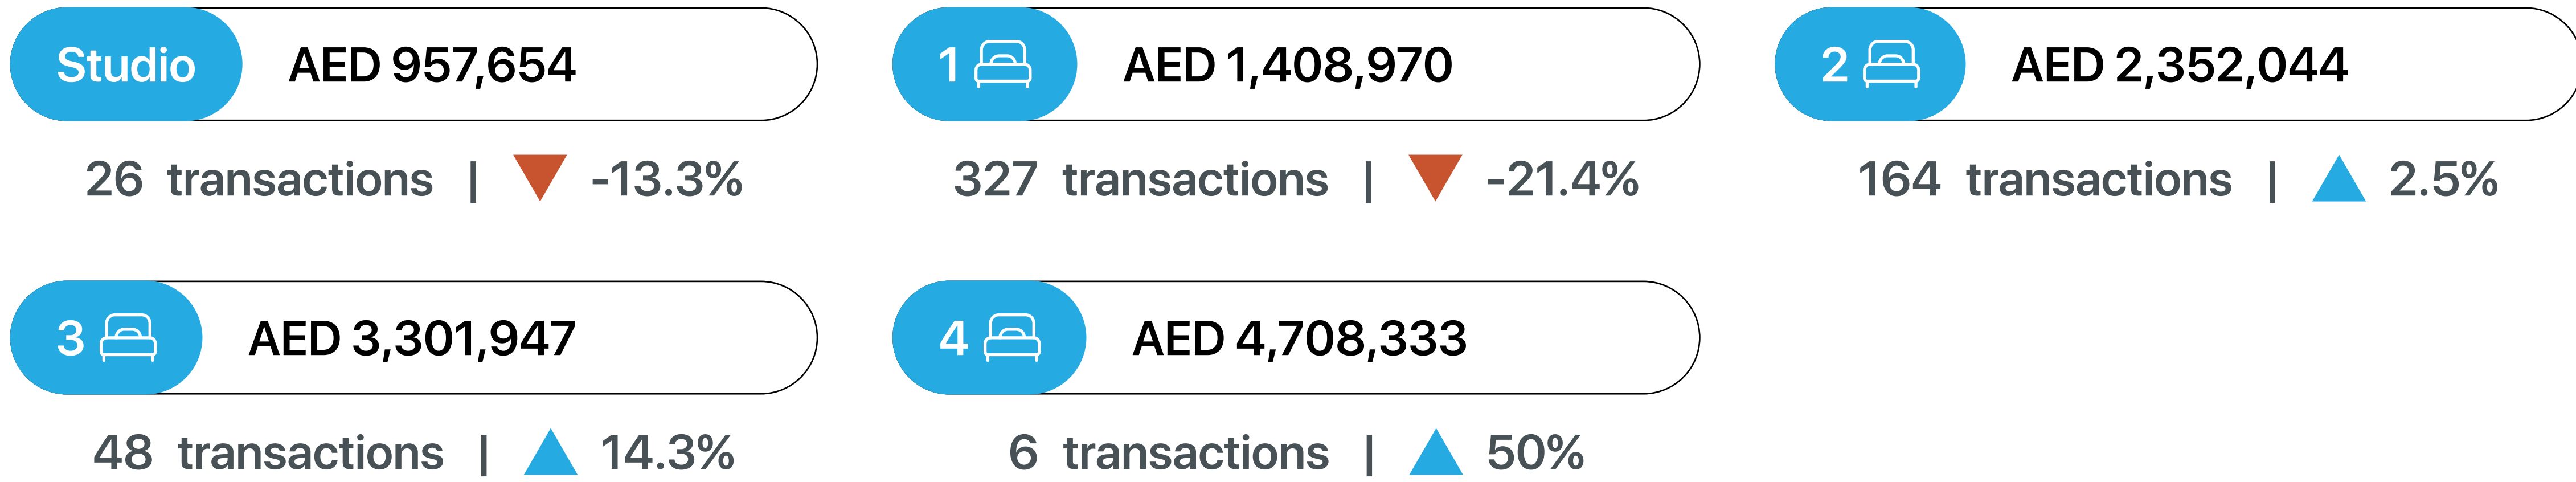 Studio AED 957,654
26 transactions | ▼ -13.3%
1 AED 1,408,970
327 transactions | ▼ -21.4%
2 AED 2,352,044
164 transactions | ▲ 2.5%
3 AED 3,301,947
48 transactions | ▲ 14.3%
4 AED 4,708,333
6 transactions | ▲ 50%